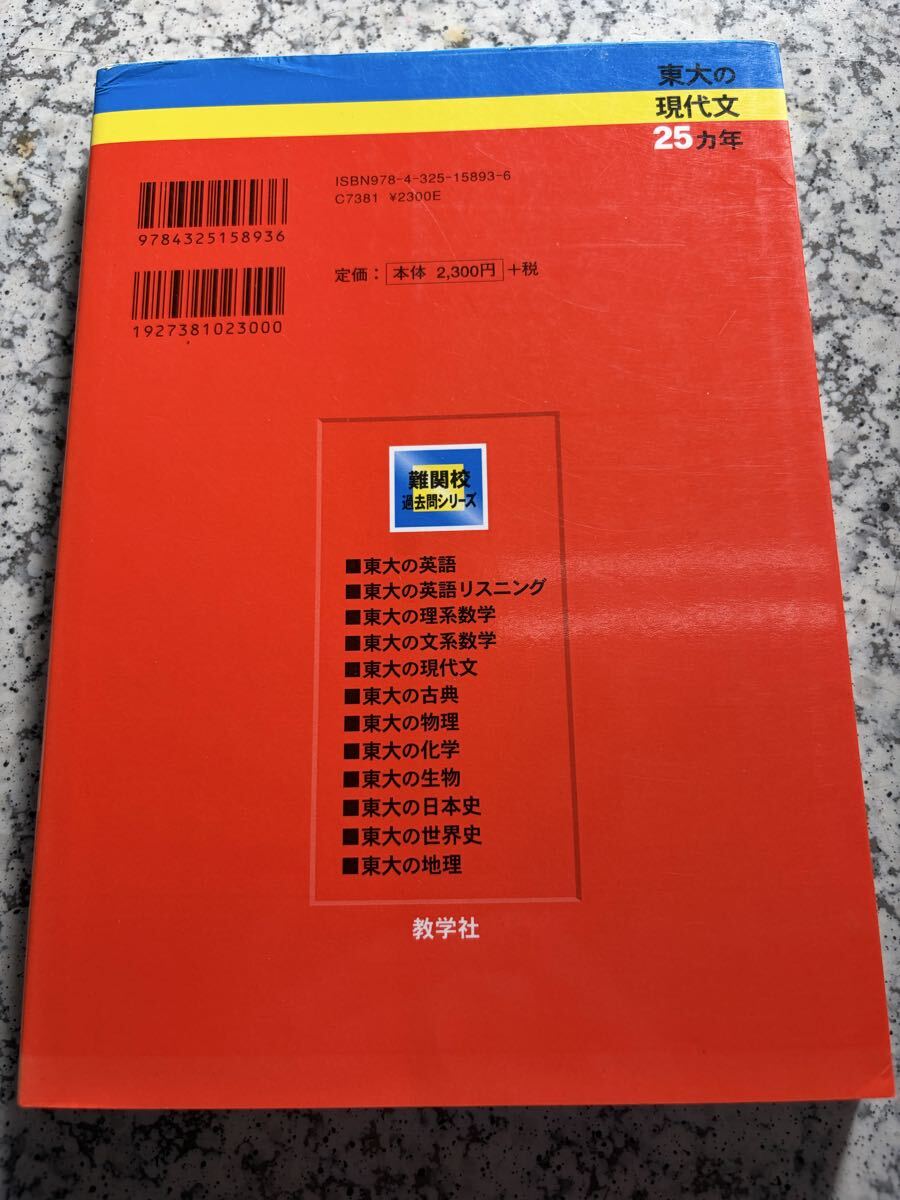 東大の
現代文
25カ年
ISBN978-4-325-15893-6
C7381 ¥2300E
9784325158936
定価：本体 2,300円+税
1927381023000
難関校
過去問シリーズ
■東大の英語
■東大の英語リスニング
■東大の理系数学
■東大の文系数学
■東大の現代文
■東大の古典
■東大の物理
■東大の化学
■東大の生物
■東大の日本史
■東大の世界史
■東大の地理
教学社